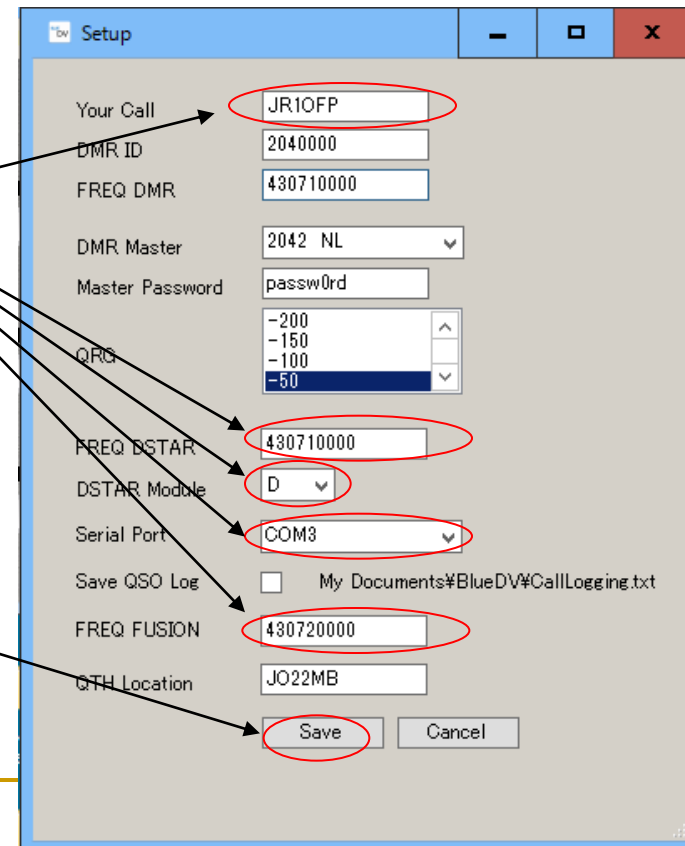 Setup
Your Call JR1OFP
DMR ID 2040000
FREQ DMR 430710000
DMR Master 2042 NL
Master Password passw0rd
QRG -200
-150
-100
-50
FREQ DSTAR 430710000
DSTAR Module D
Serial Port COM3
Save QSO Log My Documents¥BlueDV¥CallLogging.txt
FREQ FUSION 430720000
QTH Location JO22MB
Save Cancel